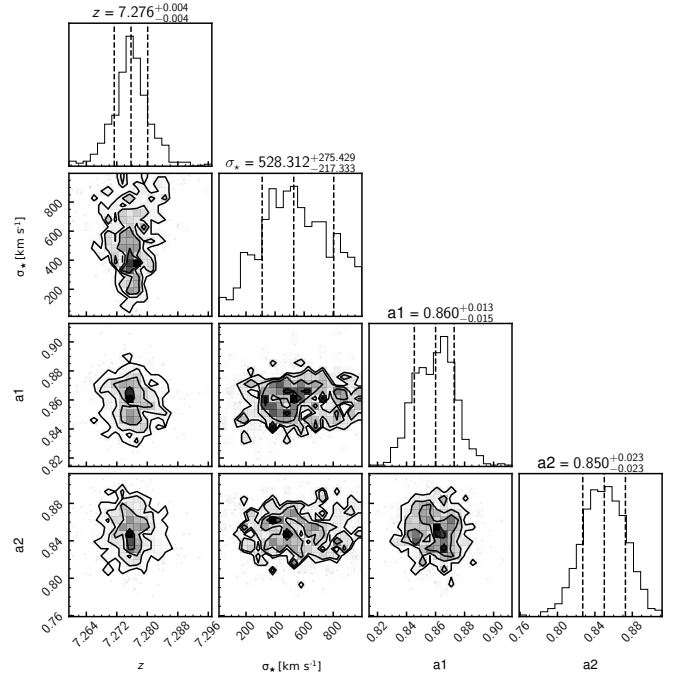 z = 7.276+0.004 −0.004
σ⋆ = 528.312+275.429 −217.333
800
600
400
200
σ⋆ [km s-1]
a1 = 0.860+0.013 −0.015
0.90
0.88
0.86
0.84
0.82
a1
a2 = 0.850+0.023 −0.023
0.88
0.84
0.80
0.76
a2
7.264 7.272 7.280 7.288 7.296 200 400 600 800 0.82 0.84 0.86 0.88 0.90 0.76 0.80 0.84 0.88
z σ⋆ [km s-1] a1 a2